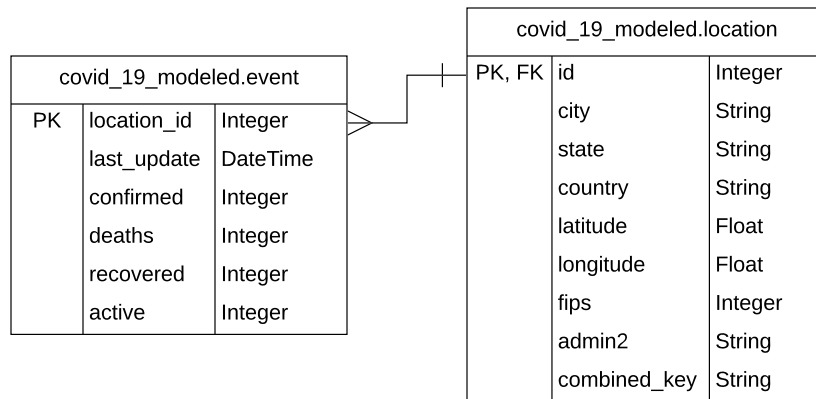 covid_19_modeled.event
PK location_id Integer
last_update DateTime
confirmed Integer
deaths Integer
recovered Integer
active Integer
covid_19_modeled.location
PK, FK id Integer
city String
state String
country String
latitude Float
longitude Float
fips Integer
admin2 String
combined_key String